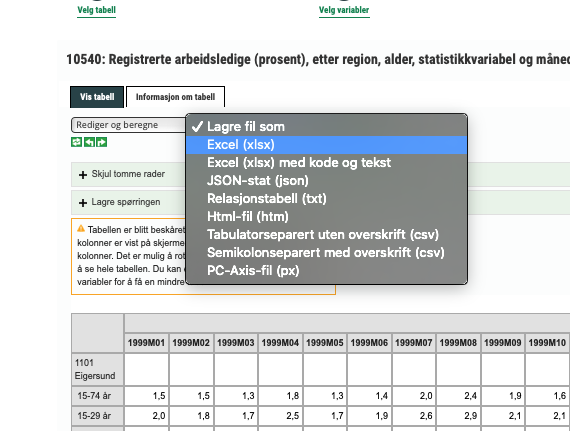 Velg tabell
Velg variabler
10540: Registrerte arbeidsledige (prosent), etter region, alder, statistikkvariabel og måned
Vis tabell
Informasjon om tabell
Rediger og beregne
✓ Lagre fil som
Excel (xlsx)
Excel (xlsx) med kode og tekst
JSON-stat (json)
Relasjonstabell (txt)
Html-fil (htm)
Tabulatorseparert uten overskrift (csv)
Semikolonseparert med overskrift (csv)
PC-Axis-fil (px)
+ Skjul tomme rader
+ Lagre spørringen
Tabellen er blitt beskåret
kolonner er vist på skjerme
kolonner. Det er mulig å rot
å se hele tabellen. Du kan
variabler for å få en mindre
1999M01 1999M02 1999M03 1999M04 1999M05 1999M06 1999M07 1999M08 1999M09 1999M10
1101
Eigersund
15-74 år 1,5 1,5 1,3 1,8 1,3 1,4 2,0 2,4 1,9 1,6
15-29 år 2,0 1,8 1,7 2,5 1,7 1,9 2,6 2,9 2,1 2,1